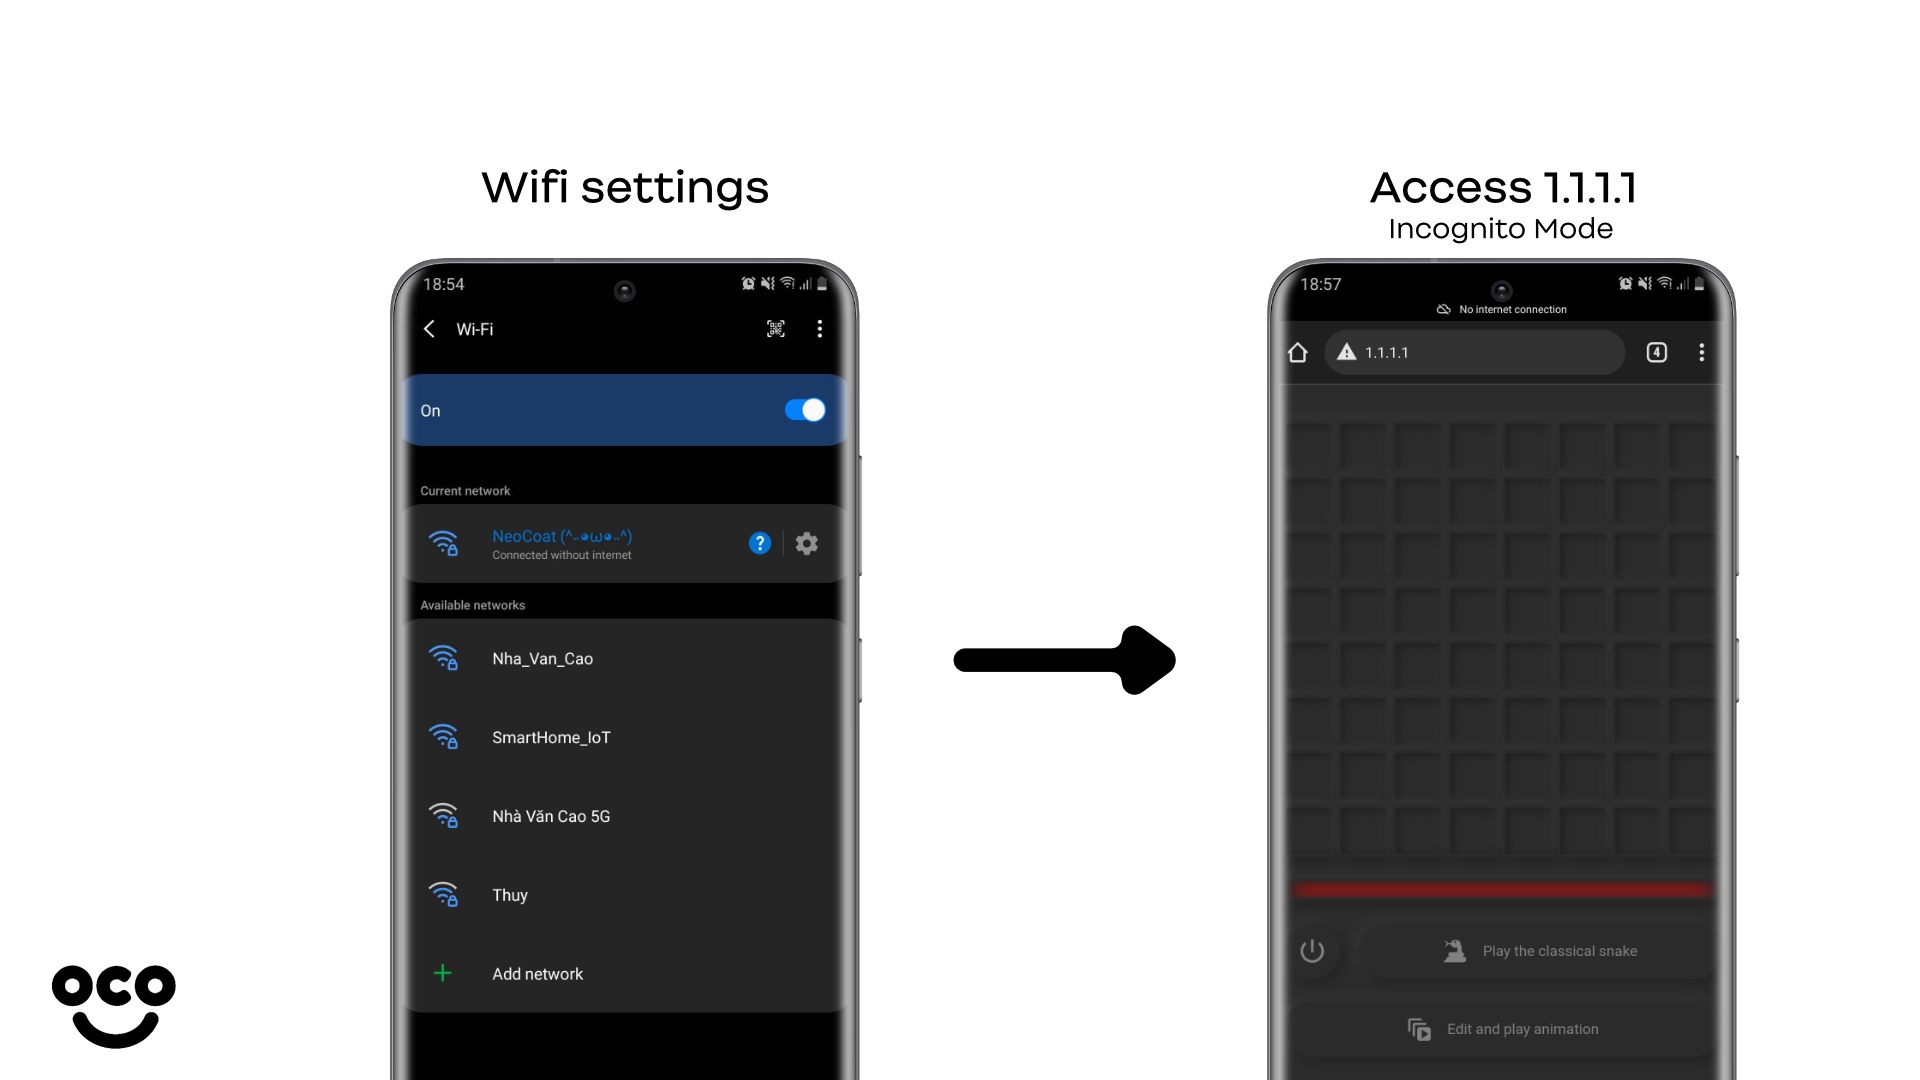 Wifi settings
18:54
Wi-Fi
On
Current network
NeoCoat (^˵◕ω◕˵^)
Connected without internet
?
Available networks
Nha_Van_Cao
SmartHome_IoT
Nhà Văn Cao 5G
Thuy
Add network
Access 1.1.1.1
Incognito Mode
18:57
No internet connection
1.1.1.1
4
Play the classical snake
Edit and play animation
oco